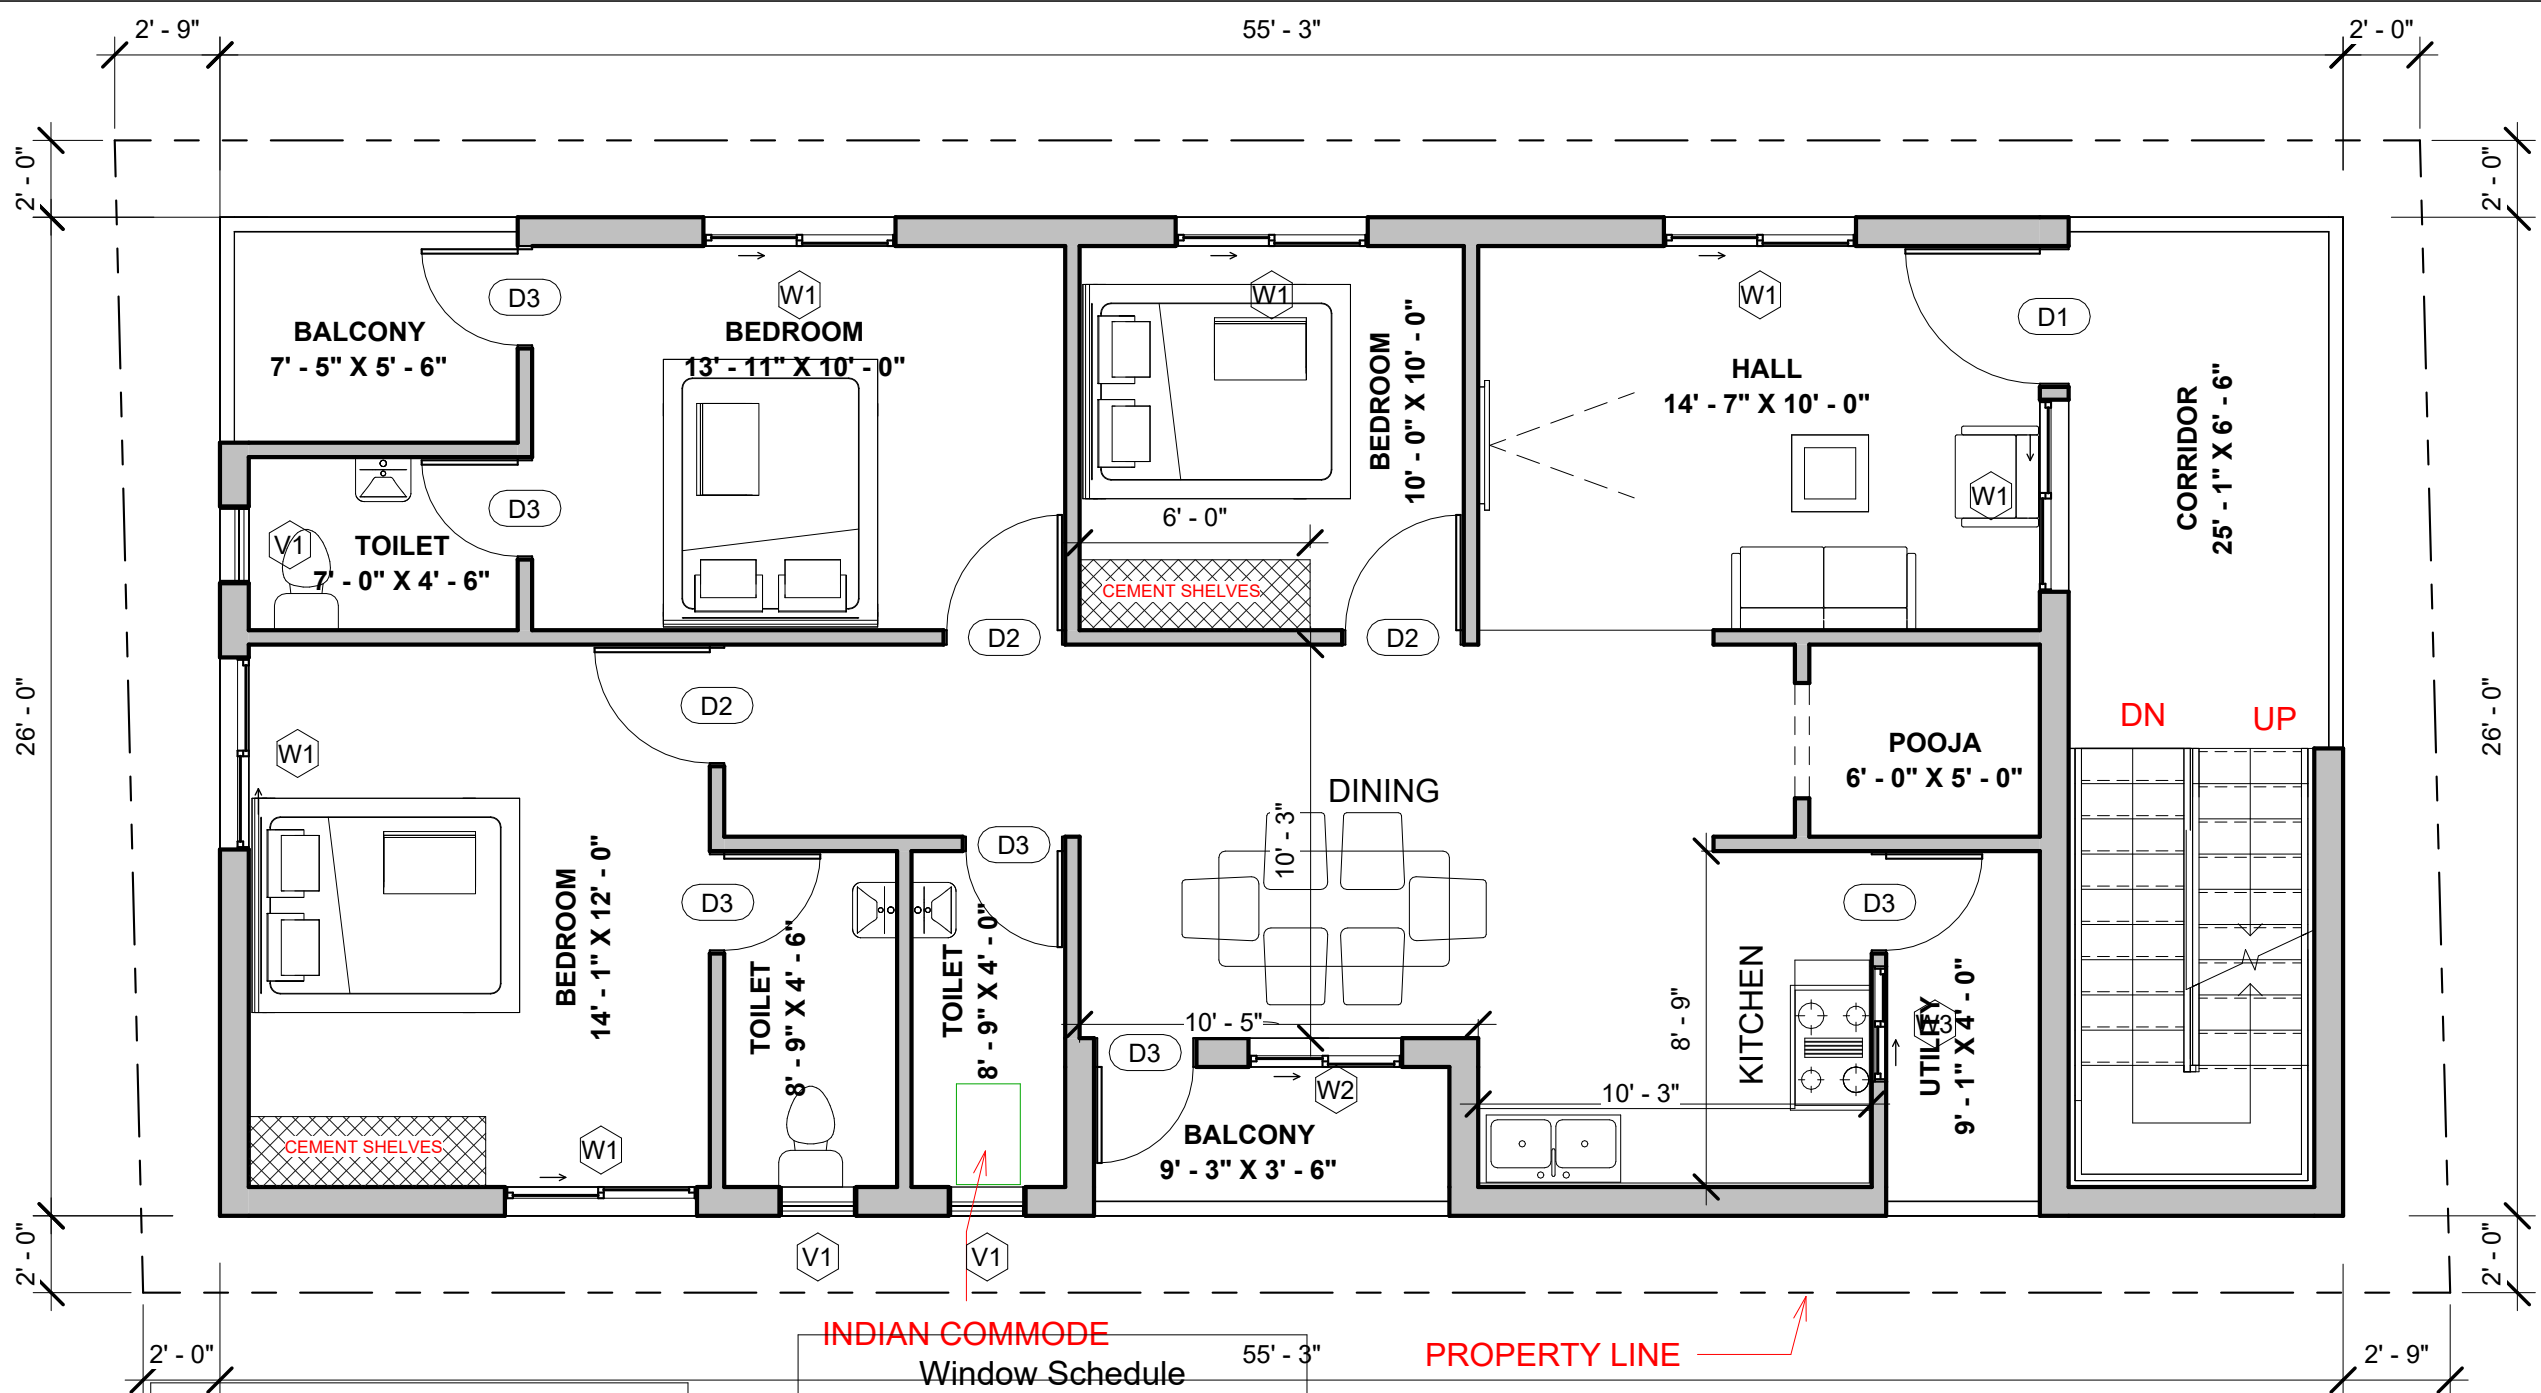 2' - 9"
55' - 3"
2' - 0"
2' - 0"
2' - 0"
D3
W1
W1
W1
D1
BALCONY
7' - 5" X 5' - 6"
BEDROOM
13' - 11" X 10' - 0"
BEDROOM
10' - 0" X 10' - 0"
HALL
14' - 7" X 10' - 0"
CORRIDOR
25' - 1" X 6' - 6"
D3
W1
6' - 0"
V1
TOILET
7' - 0" X 4' - 6"
CEMENT SHELVES
D2
D2
26' - 0"
26' - 0"
D2
DN
UP
W1
POOJA
6' - 0" X 5' - 0"
DINING
10' - 3"
D3
D3
D3
BEDROOM
14' - 1" X 12' - 0"
TOILET
8' - 9" X 4' - 6"
TOILET
8' - 9" X 4' - 0"
10' - 5"
8' - 9"
KITCHEN
UTILITY
9' - 1" X 4' - 0"
W3
D3
W2
10' - 3"
BALCONY
9' - 3" X 3' - 6"
CEMENT SHELVES
W1
V1
V1
2' - 0"
2' - 0"
INDIAN COMMODE
PROPERTY LINE
2' - 0"
55' - 3"
2' - 9"
Window Schedule